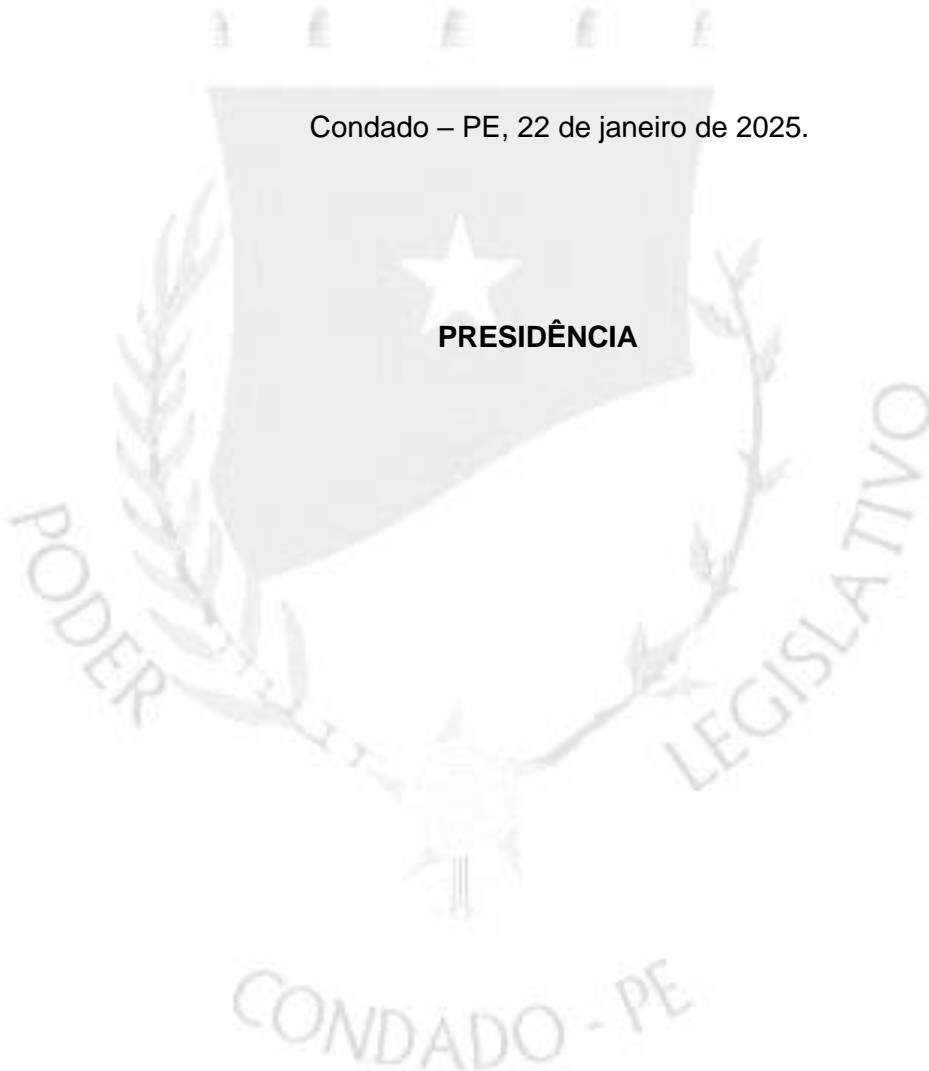 Condado – PE, 22 de janeiro de 2025.
PRESIDÊNCIA
PODER
LEGISLATIVO
CONDADO - PE